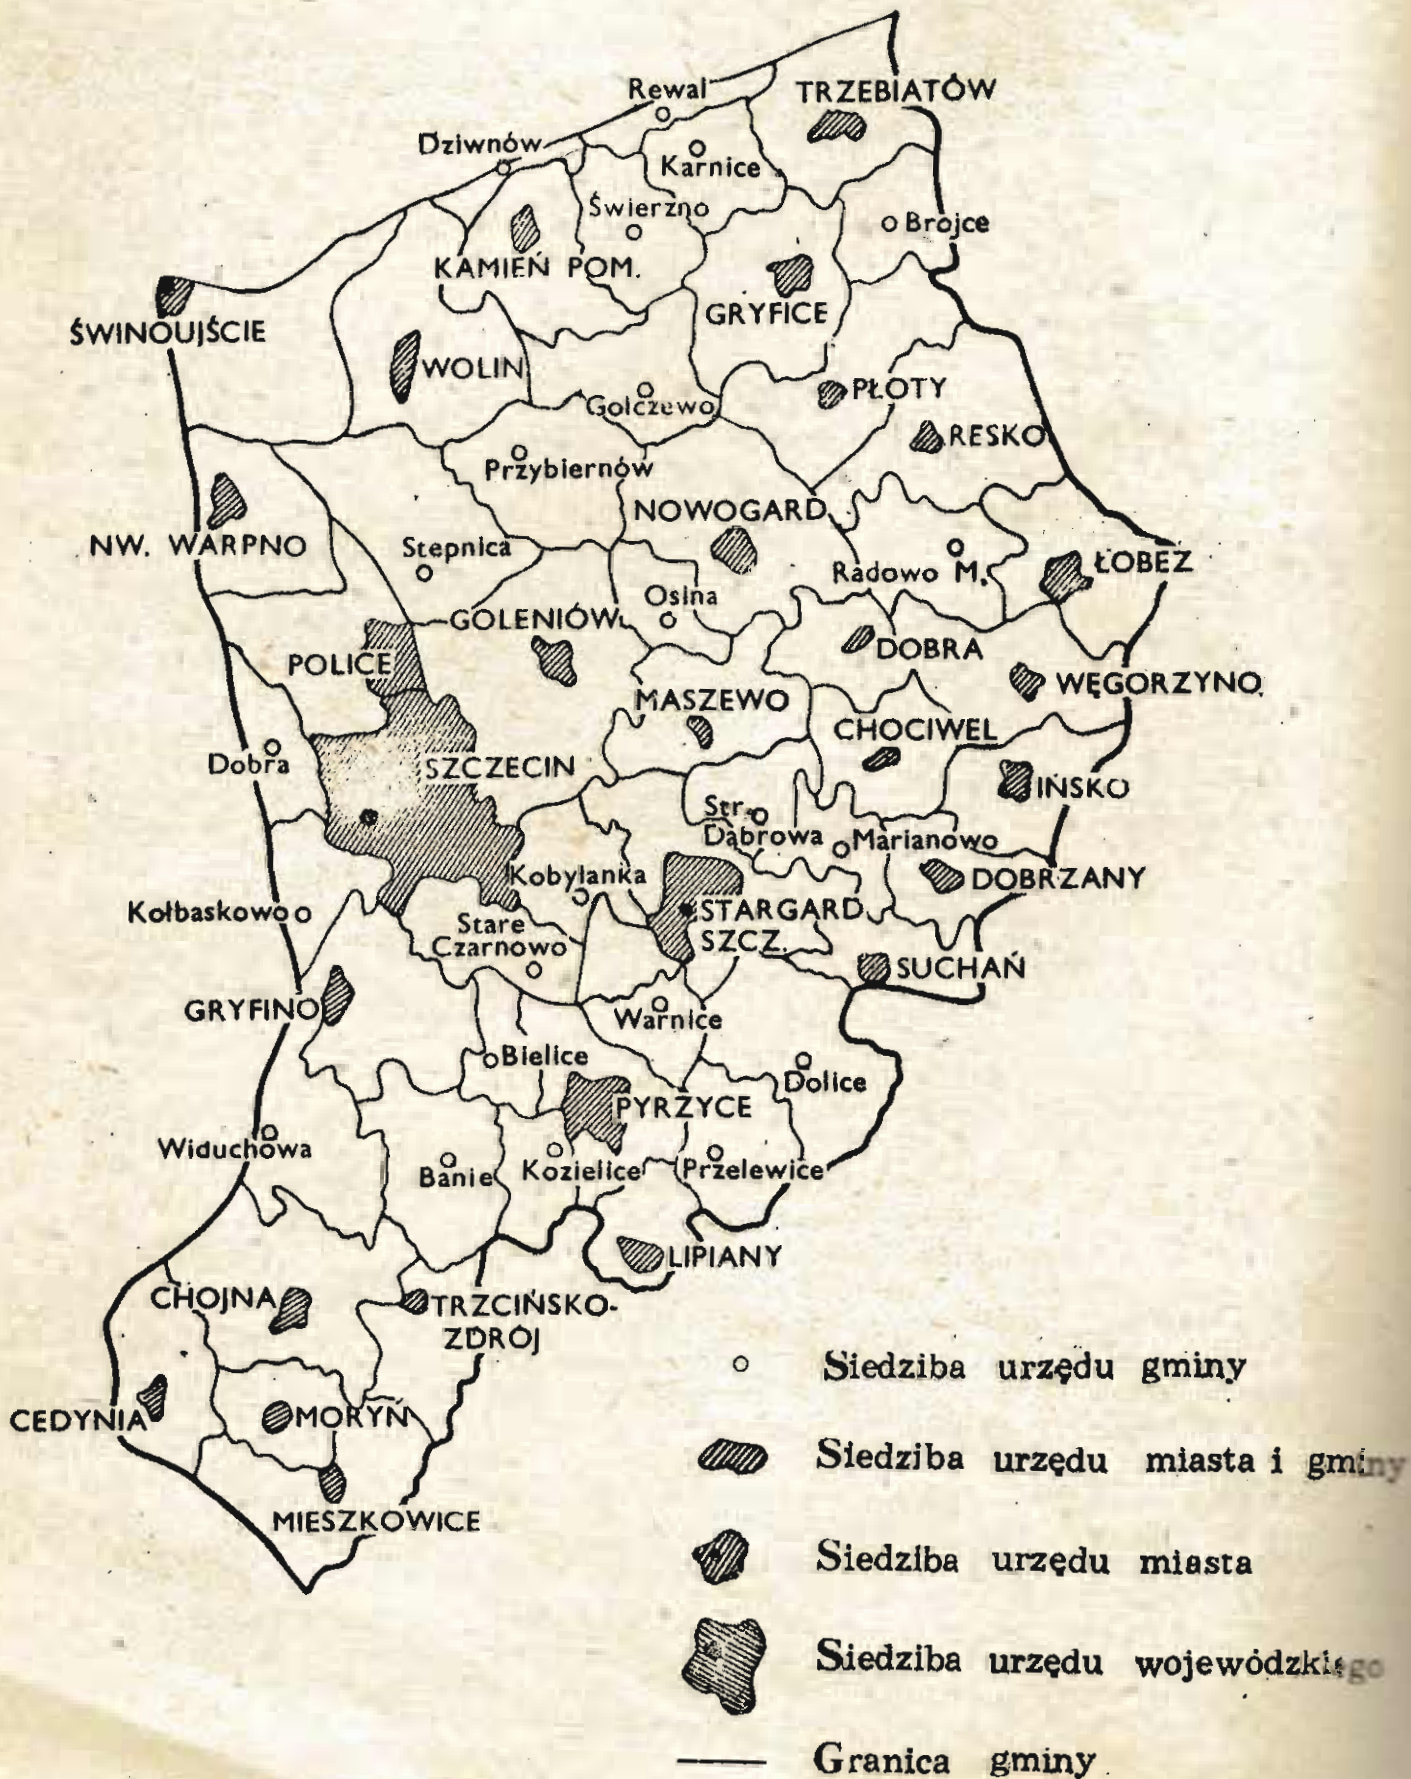 Rewal
TRZEBIATÓW
Dziwnów
Karnice
Świerzno
Brojce
KAMIEŃ POM.
GRYFICE
ŚWINOUJŚCIE
WOLIN
PŁOTY
Golczewo
RESKO
Przybiernów
NOWOGARD
NW. WARPNO
Stepnica
Radowo M.
ŁOBEZ
Osina
GOLENIÓW
DOBRA
POLICE
WĘGORZYNO
MASZEWO
CHOCIWEL
Dobra
SZCZECIN
IŃSKO
Str.
Dąbrowa
Marianowo
Kobylanka
DOBRZANY
Kołbaskowo
STARGARD
SZCZ.
Stare
Czarnowo
SUCHAŃ
GRYFINO
Warnice
Bielice
Dolice
PYRZYCE
Widuchowa
Banie
Kozielice
Przelewice
LIPIANY
CHOJNA
TRZCIŃSKO-
ZDRÓJ
CEDYNIA
MORYŃ
MIESZKOWICE
Siedziba urzędu gminy
Siedziba urzędu miasta i gminy
Siedziba urzędu miasta
Siedziba urzędu wojewódzkiego
Granica gminy